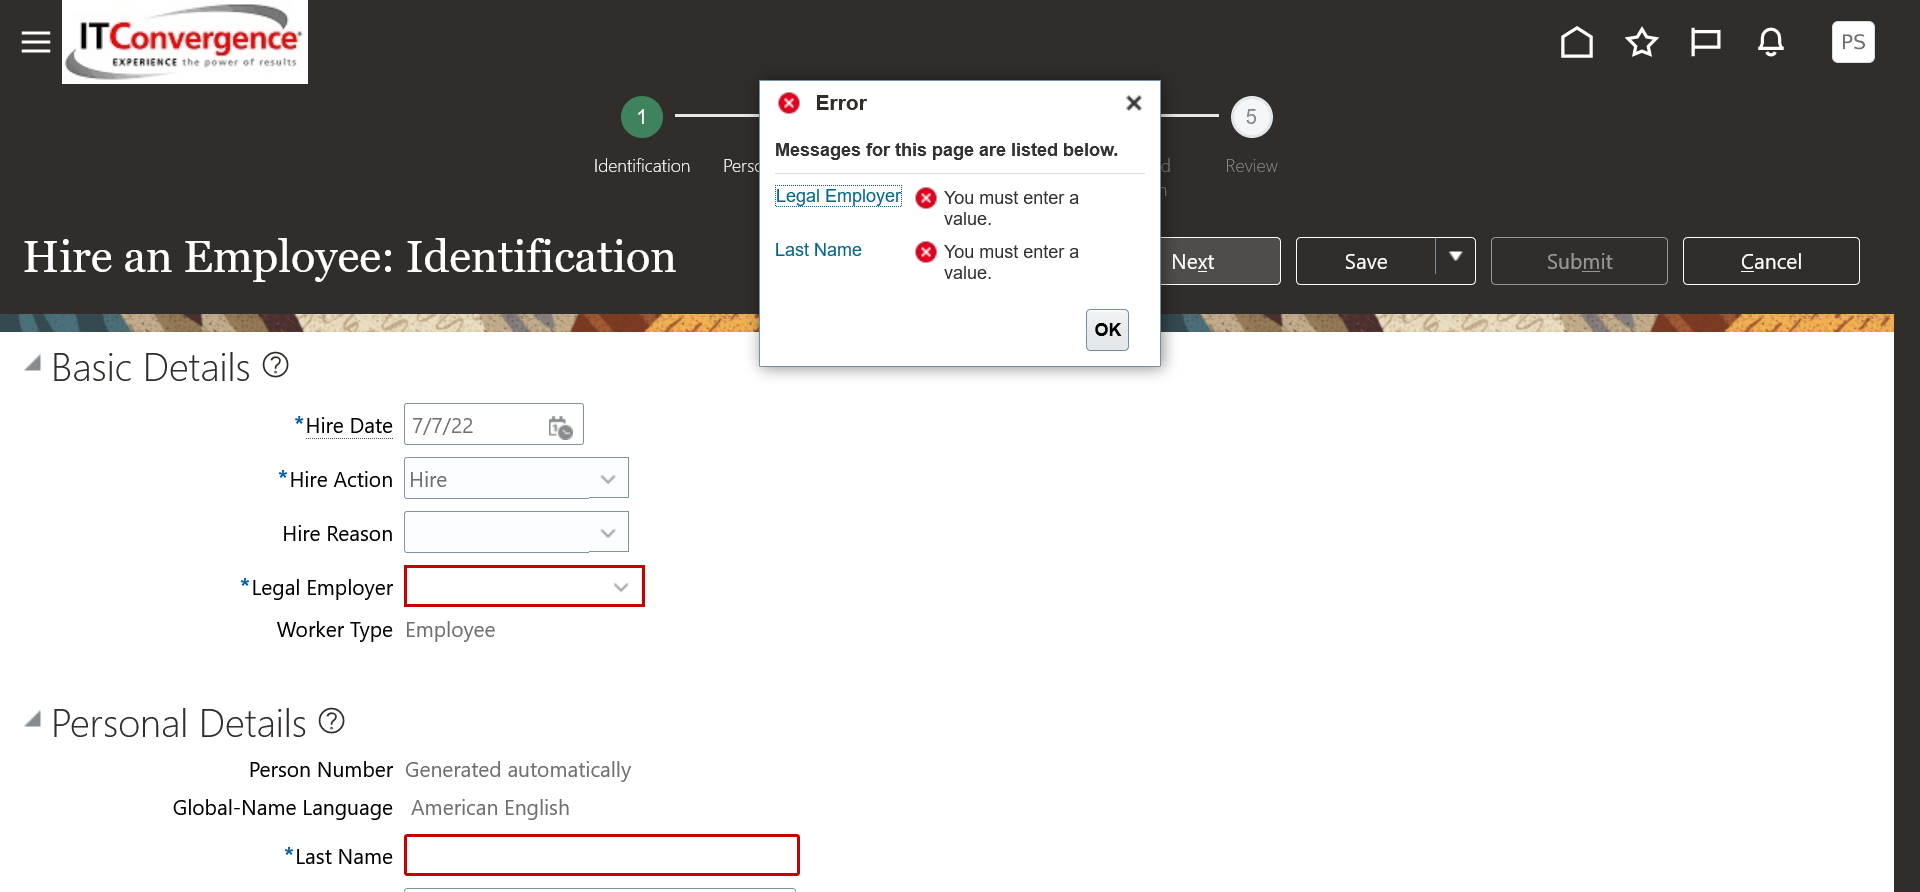 ITConvergence
EXPERIENCE the power of results
PS
1
5
Identification
Review
Hire an Employee: Identification
Error
Messages for this page are listed below.
Legal Employer
You must enter a
value.
Last Name
You must enter a
value.
OK
Next
Save
Submit
Cancel
Basic Details
*Hire Date 7/7/22
*Hire Action Hire
Hire Reason
*Legal Employer
Worker Type Employee
Personal Details
Person Number Generated automatically
Global-Name Language American English
*Last Name